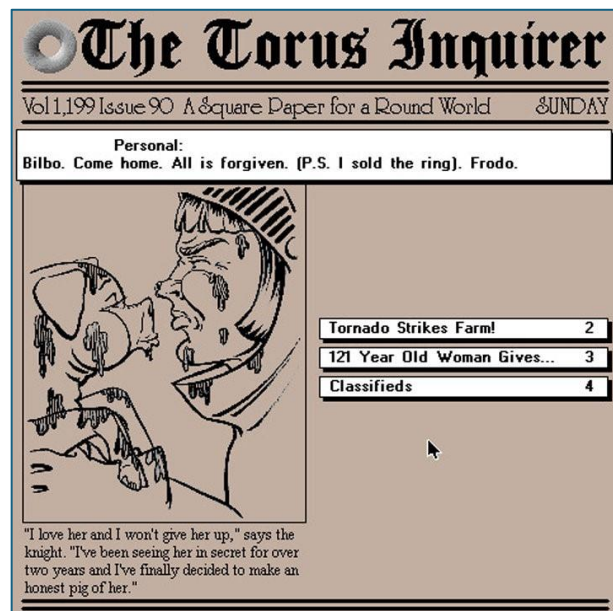 The Torus Inquirer
Vol 1,199 Issue 90 A Square Paper for a Round World SUNDAY
Personal:
Bilbo. Come home. All is forgiven. (P.S. I sold the ring). Frodo.
Tornado Strikes Farm! 2
121 Year Old Woman Gives... 3
Classifieds 4
"I love her and I won't give her up," says the
knight. "I've been seeing her in secret for over
two years and I've finally decided to make an
honest pig of her."